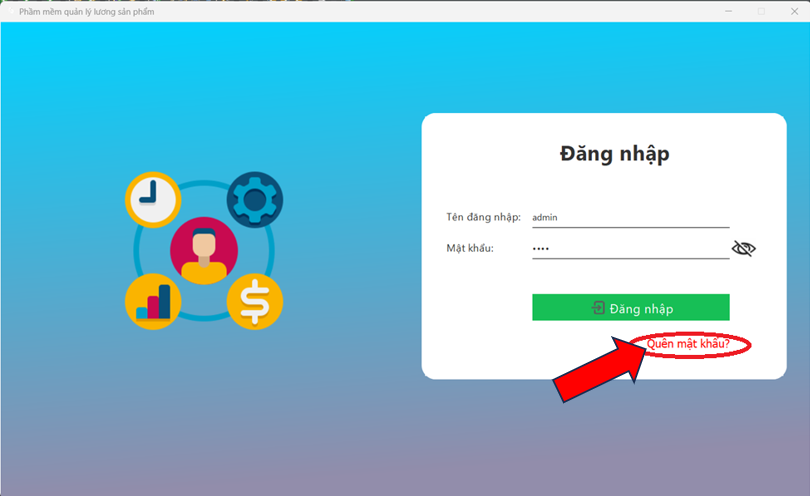 Phần mềm quản lý lương sản phẩm
Đăng nhập
Tên đăng nhập: admin
Mật khẩu: ••••
Đăng nhập
Quên mật khẩu?